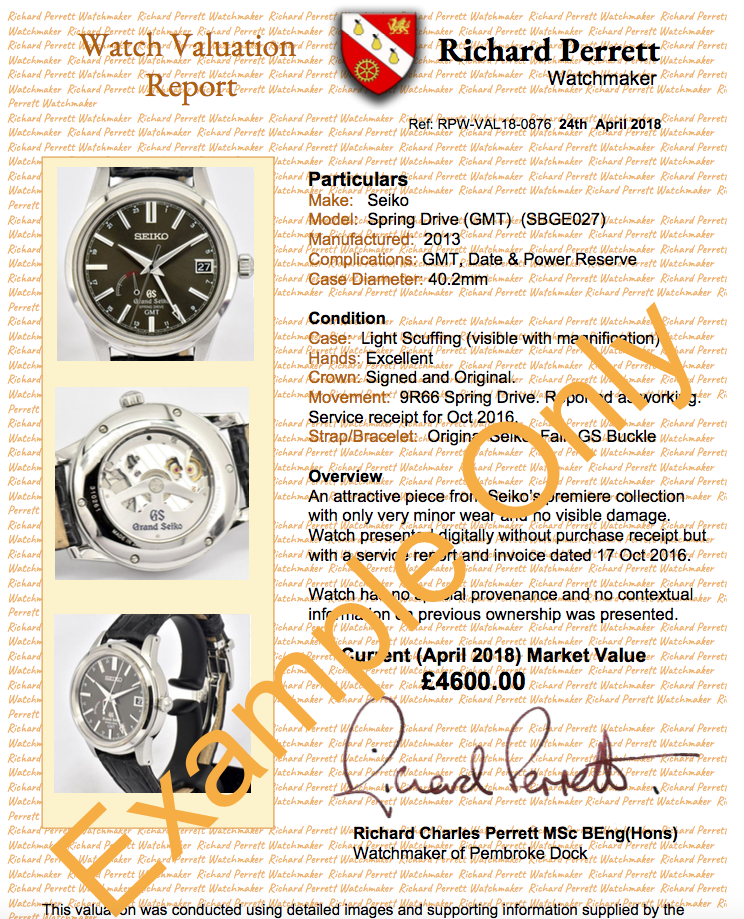 Watch Valuation
Report
Richard Perrett
Watchmaker
Ref: RPW-VAL18-0876 24th April 2018
Particulars
Make: Seiko
Model: Spring Drive (GMT) (SBGE027)
Manufactured: 2013
Complications: GMT, Date & Power Reserve
Case Diameter: 40.2mm
Condition
Case: Light Scuffing (visible with magnification)
Hands: Excellent
Crown: Signed and Original.
Movement: 9R66 Spring Drive. Reported as working.
Service receipt for Oct 2016.
Strap/Bracelet: Original Seiko, Fair. GS Buckle
Overview
An attractive piece from Seiko's premiere collection
with only very minor wear and no visible damage.
Watch presented digitally without purchase receipt but
with a service report and invoice dated 17 Oct 2016.
Watch has no special provenance and no contextual
information on previous ownership was presented.
Current (April 2018) Market Value
£4600.00
Richard Perrett
Richard Charles Perrett MSc BEng(Hons)
Watchmaker of Pembroke Dock
This valuation was conducted using detailed images and supporting information supplied by the
Example Only
SEIKO
27
GS
Grand Seiko
SPRING DRIVE
GMT
GS
Grand Seiko
SEIKO
Richard Perrett Watchmaker